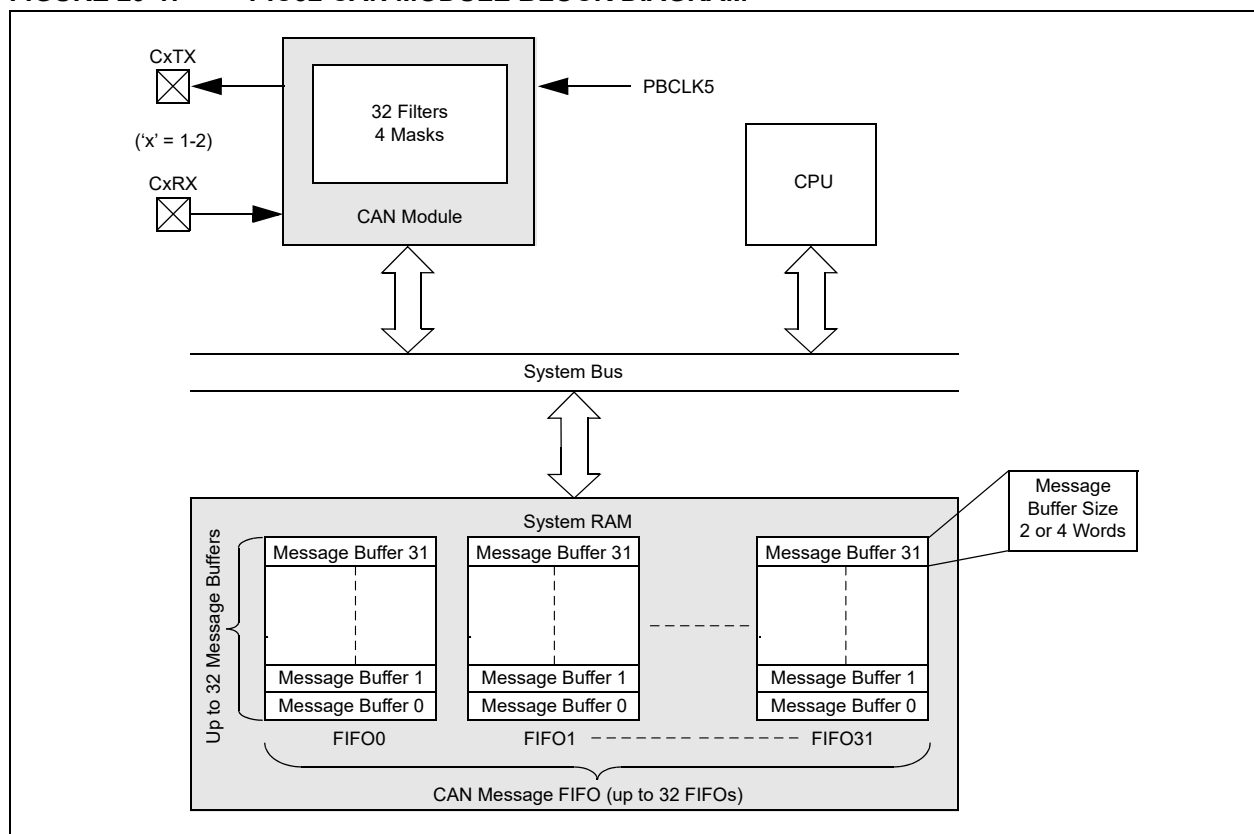 CxTX
('x' = 1-2)
CxRX
32 Filters
4 Masks
CAN Module
PBCLK5
CPU
System Bus
System RAM
Message
Buffer Size
2 or 4 Words
Up to 32 Message Buffers
Message Buffer 31
Message Buffer 1
Message Buffer 0
FIFO0
Message Buffer 31
Message Buffer 1
Message Buffer 0
FIFO1
Message Buffer 31
Message Buffer 1
Message Buffer 0
FIFO31
CAN Message FIFO (up to 32 FIFOs)